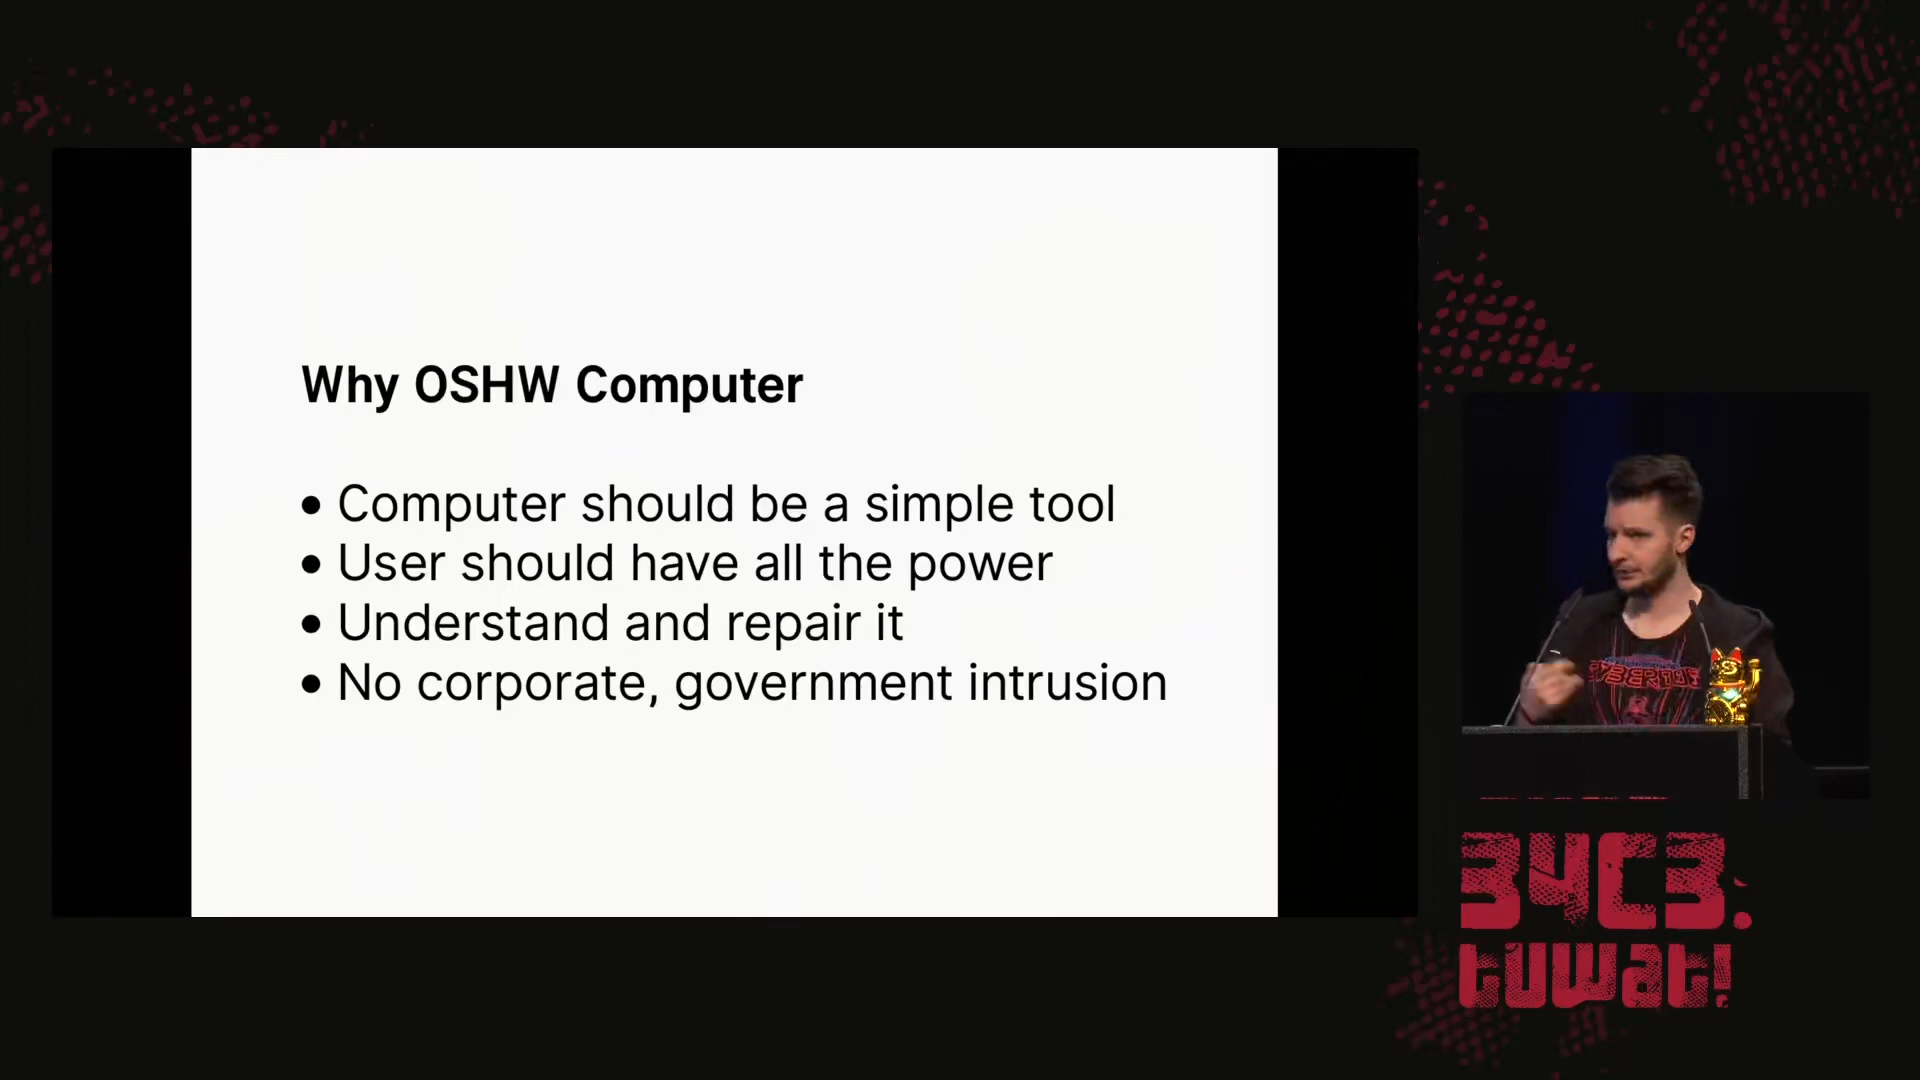 Why OSHW Computer
• Computer should be a simple tool
• User should have all the power
• Understand and repair it
• No corporate, government intrusion
34C3.
tuwat!